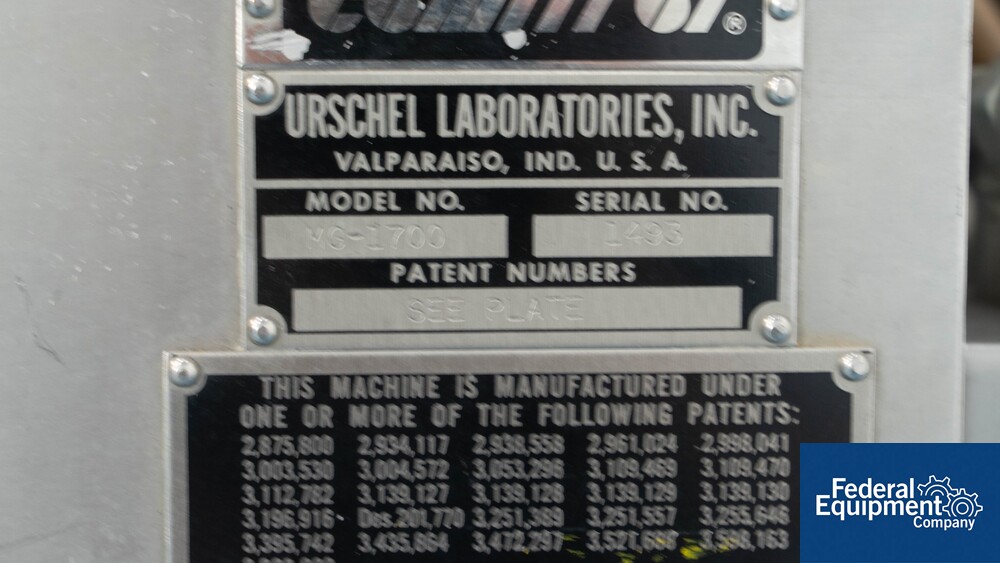 ®
URSCHEL LABORATORIES, INC.
VALPARAISO, IND. U. S. A.
MODEL NO. SERIAL NO.
VG-1700 1493
PATENT NUMBERS
SEE PLATE
THIS MACHINE IS MANUFACTURED UNDER
ONE OR MORE OF THE FOLLOWING PATENTS:
2,875,800 2,934,117 2,938,558 2,961,024 2,998,041
3,003,530 3,004,572 3,053,296 3,109,469 3,109,470
3,112,782 3,139,127 3,139,128 3,139,129 3,139,130
3,196,916 Des. 201,770 3,231,389 3,251,557 3,255,646
3,395,742 3,435,864 3,472,297
Federal
Equipment
Company